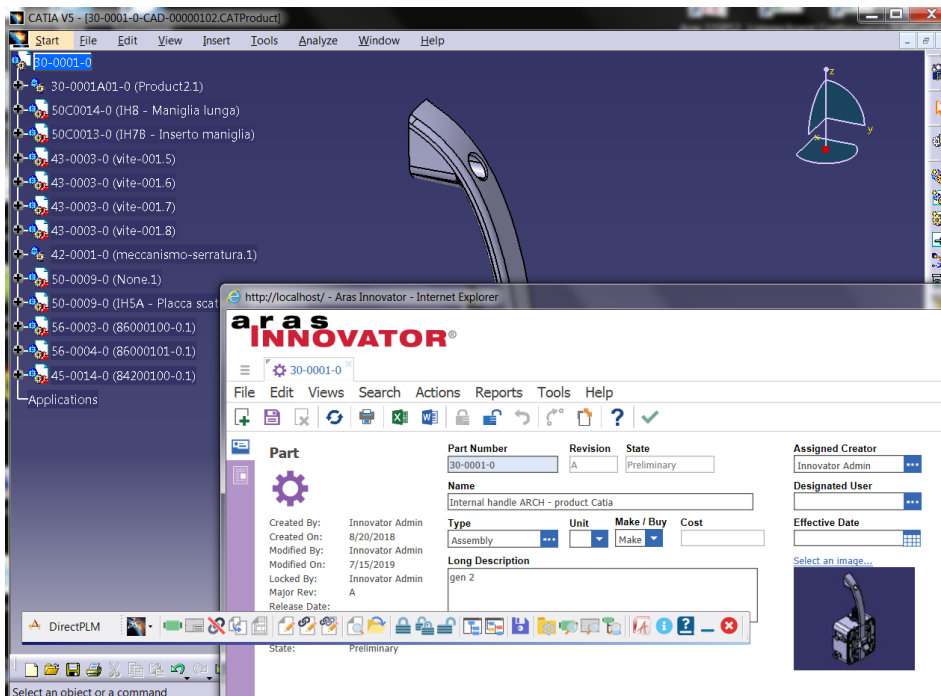 CATIA V5 - [30-0001-0-CAD-00000102.CATProduct]
Start File Edit View Insert Tools Analyze Window Help
30-0001-0
30-0001A01-0 (Product2.1)
50C0014-0 (IH8 - Maniglia lunga)
50C0013-0 (IH7B - Inserto maniglia)
43-0003-0 (vite-001.5)
43-0003-0 (vite-001.6)
43-0003-0 (vite-001.7)
43-0003-0 (vite-001.8)
42-0001-0 (meccanismo-serratura.1)
50-0009-0 (None.1)
50-0009-0 (IH5A - Placca scat
56-0003-0 (86000100-0.1)
56-0004-0 (86000101-0.1)
45-0014-0 (84200100-0.1)
Applications
z
y
x
http://localhost/ - Aras Innovator - Internet Explorer
aras
INNOVATOR®
30-0001-0
File Edit Views Search Actions Reports Tools Help
Part
Part Number Revision State Assigned Creator
30-0001-0 A Preliminary Innovator Admin
Name Designated User
Internal handle ARCH - product Catia
Created By: Innovator Admin
Created On: 8/20/2018
Modified By: Innovator Admin
Modified On: 7/15/2019
Locked By: Innovator Admin
Major Rev: A
Release Date:
State: Preliminary
Type Unit Make / Buy Cost Effective Date
Assembly Make
Long Description
gen 2
Select an image...
DirectPLM
Select an object or a command